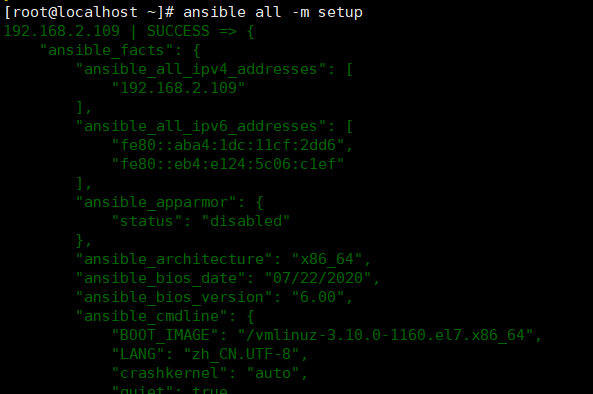 [root@localhost ~]# ansible all -m setup
192.168.2.109 | SUCCESS => {
    "ansible_facts": {
        "ansible_all_ipv4_addresses": [
            "192.168.2.109"
        ],
        "ansible_all_ipv6_addresses": [
            "fe80::aba4:1dc:11cf:2dd6",
            "fe80::eb4:e124:5c06:c1ef"
        ],
        "ansible_apparmor": {
            "status": "disabled"
        },
        "ansible_architecture": "x86_64",
        "ansible_bios_date": "07/22/2020",
        "ansible_bios_version": "6.00",
        "ansible_cmdline": {
            "BOOT_IMAGE": "/vmlinuz-3.10.0-1160.el7.x86_64",
            "LANG": "zh_CN.UTF-8",
            "crashkernel": "auto",
            "quiet": true